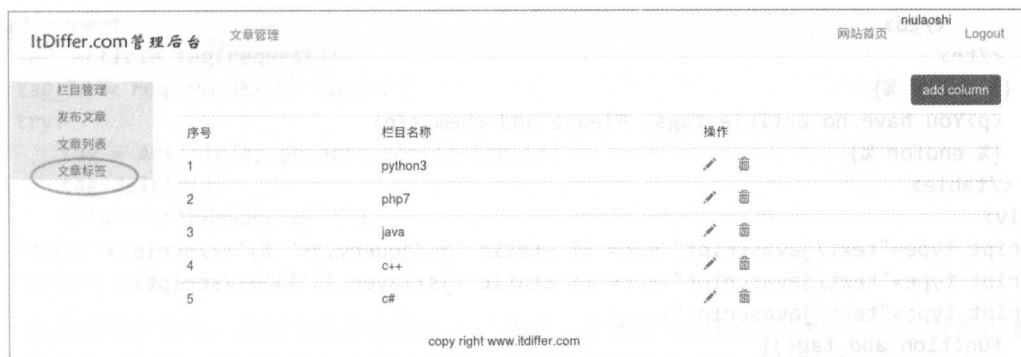 niulaoshi
ItDiffer.com管理后台 文章管理 网站首页 Logout
栏目管理
发布文章
文章列表
文章标签
add column
序号 栏目名称 操作
1 python3
2 php7
3 java
4 c++
5 c#
copy right www.itdiffer.com